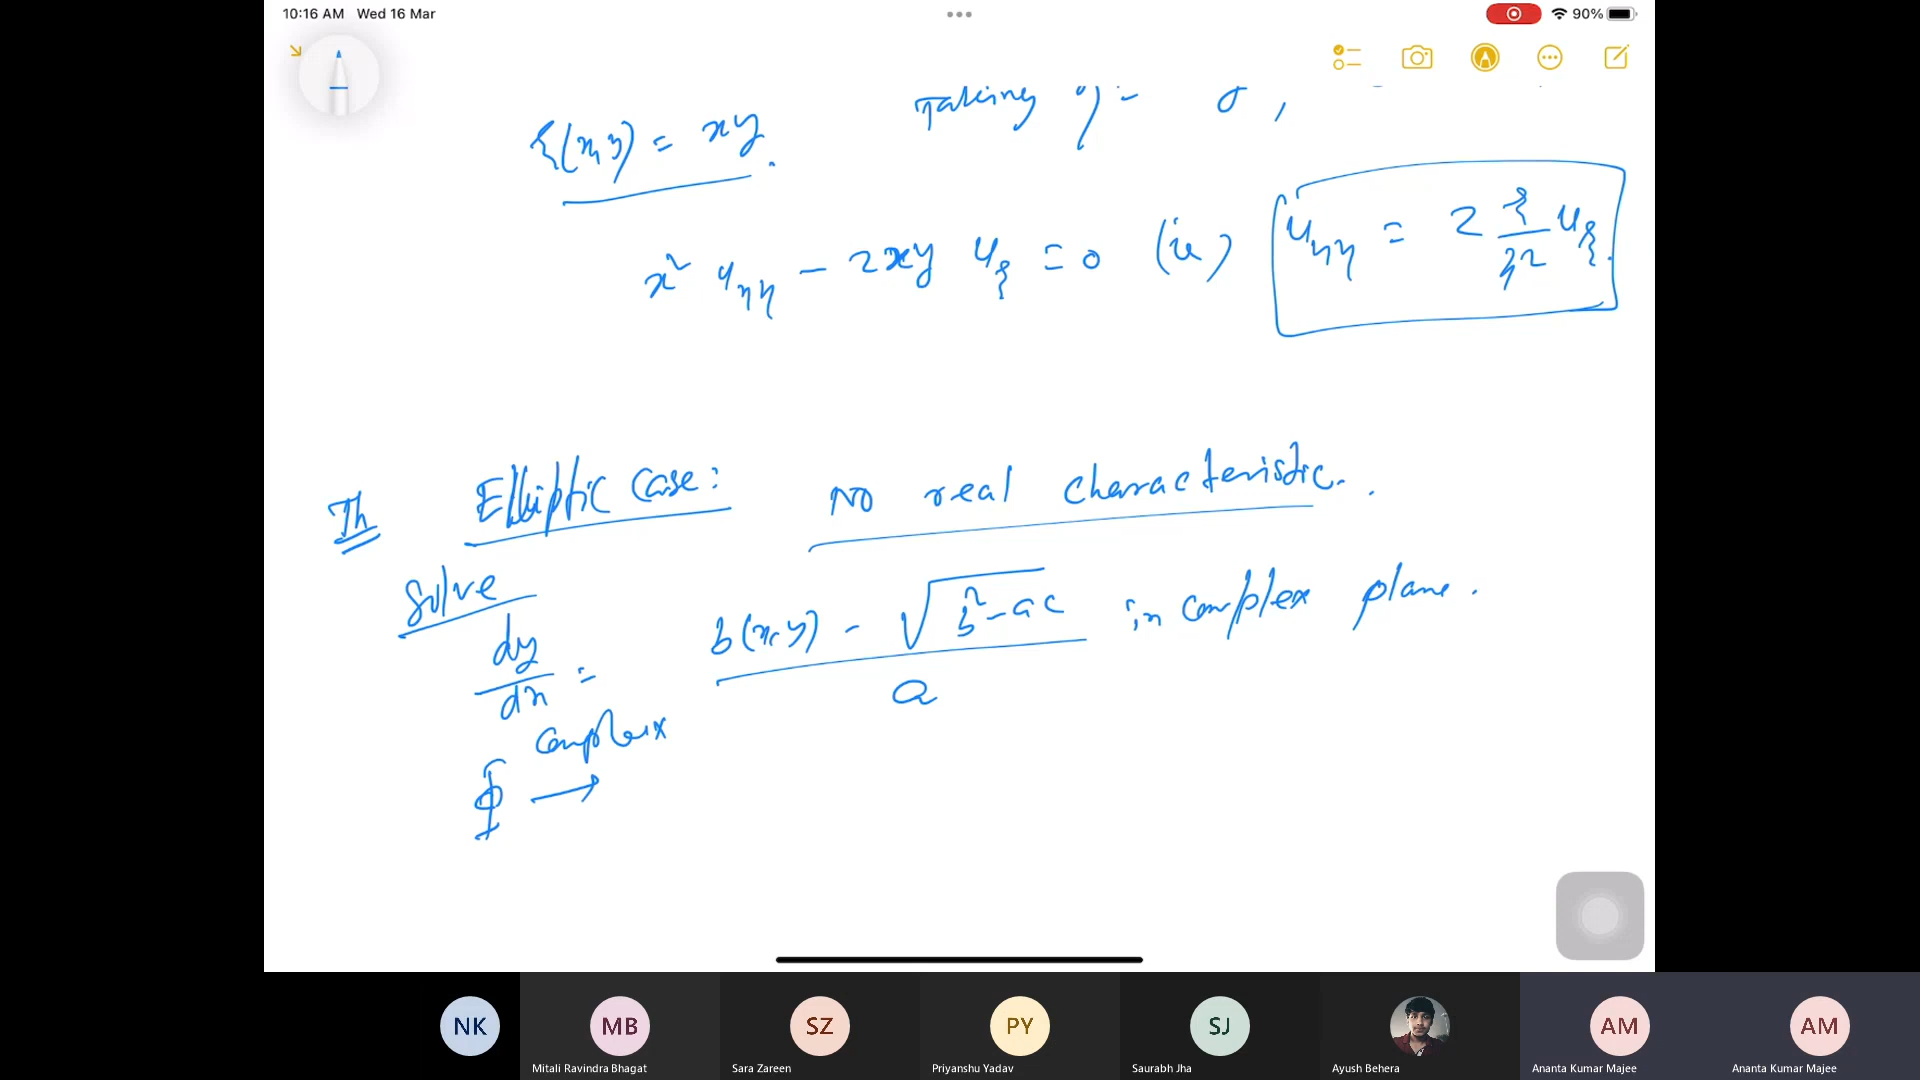 10:16 AM Wed 16 Mar
90%
Taking η = σ,
ξ(x,y) = xy.
x² u_ηη - 2xy u_ξ = 0 (ie) u_ηη = 2 ξ/η² u_ξ.
Elliptic Case: No real characteristic.
Solve
dy/dx = (b(x,y) - √(b²-ac))/a in complex plane.
complex
Φ →
NK MB SZ PY SJ AM AM
Mitali Ravindra Bhagat Sara Zareen Priyanshu Yadav Saurabh Jha Ayush Behera Ananta Kumar Majee Ananta Kumar Majee